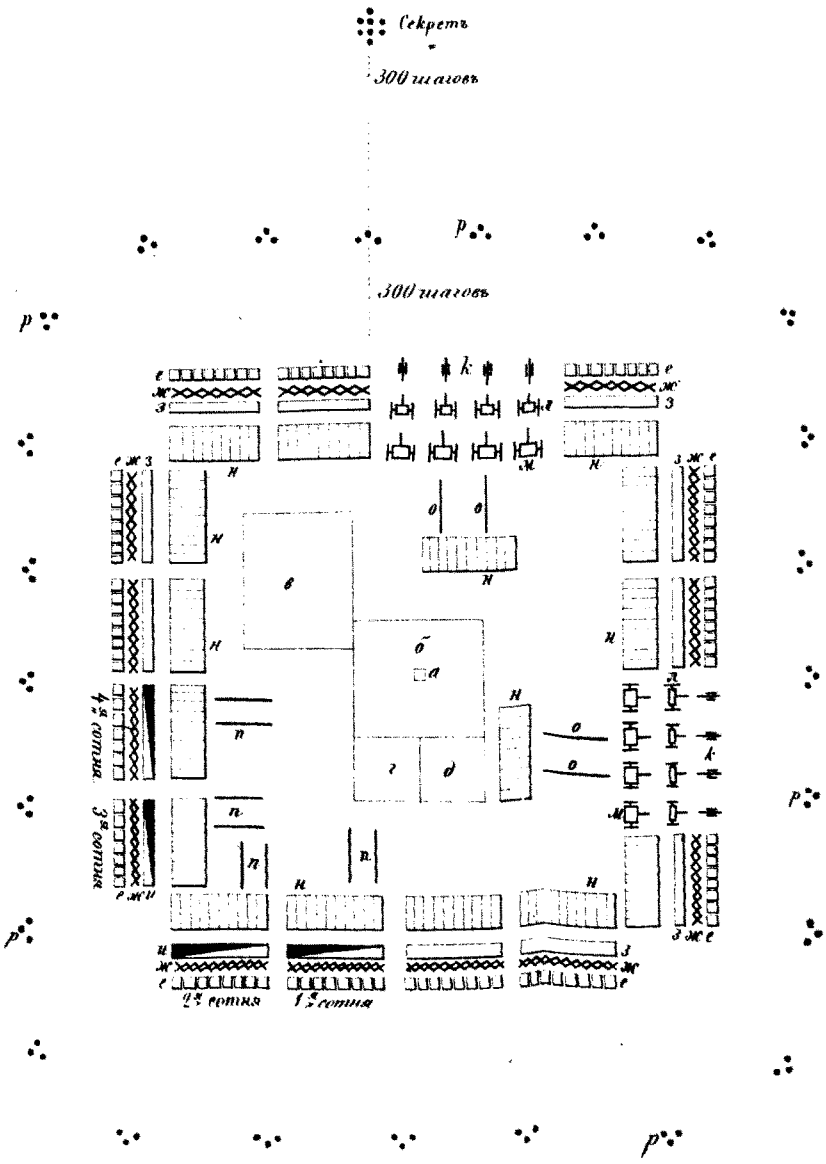 Секретъ
300 шаговъ
р
300 шаговъ
р
е
k
е
ж
ж
з
л
з
н
м
н
е ж з
з ж е
о о
н
н
в
н
б
н
а
н
н
л
4я сотня.
п
о
k
г
д
о
р
3я сотня
п
м
п
п
е ж и
н
н
з ж е
р
и
з
ж
ж
е
е
2я сотня
1я сотня
р